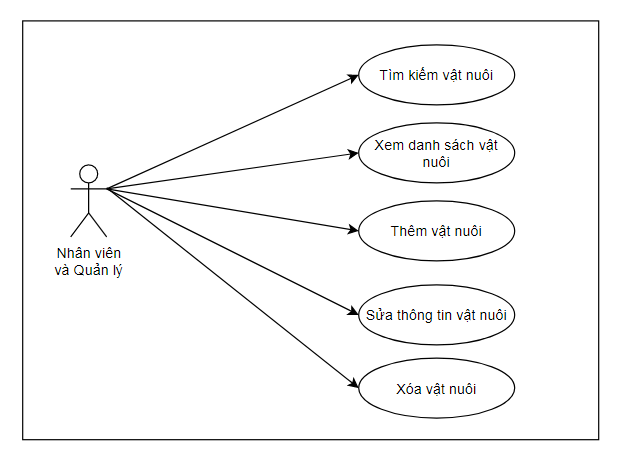 Tìm kiếm vật nuôi
Xem danh sách vật
nuôi
Thêm vật nuôi
Nhân viên
và Quản lý
Sửa thông tin vật nuôi
Xóa vật nuôi